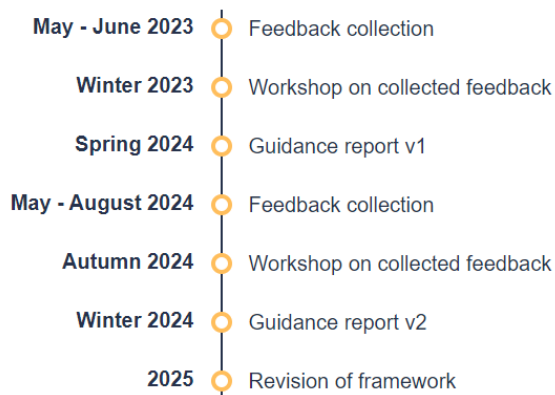 May - June 2023 Feedback collection
Winter 2023 Workshop on collected feedback
Spring 2024 Guidance report v1
May - August 2024 Feedback collection
Autumn 2024 Workshop on collected feedback
Winter 2024 Guidance report v2
2025 Revision of framework